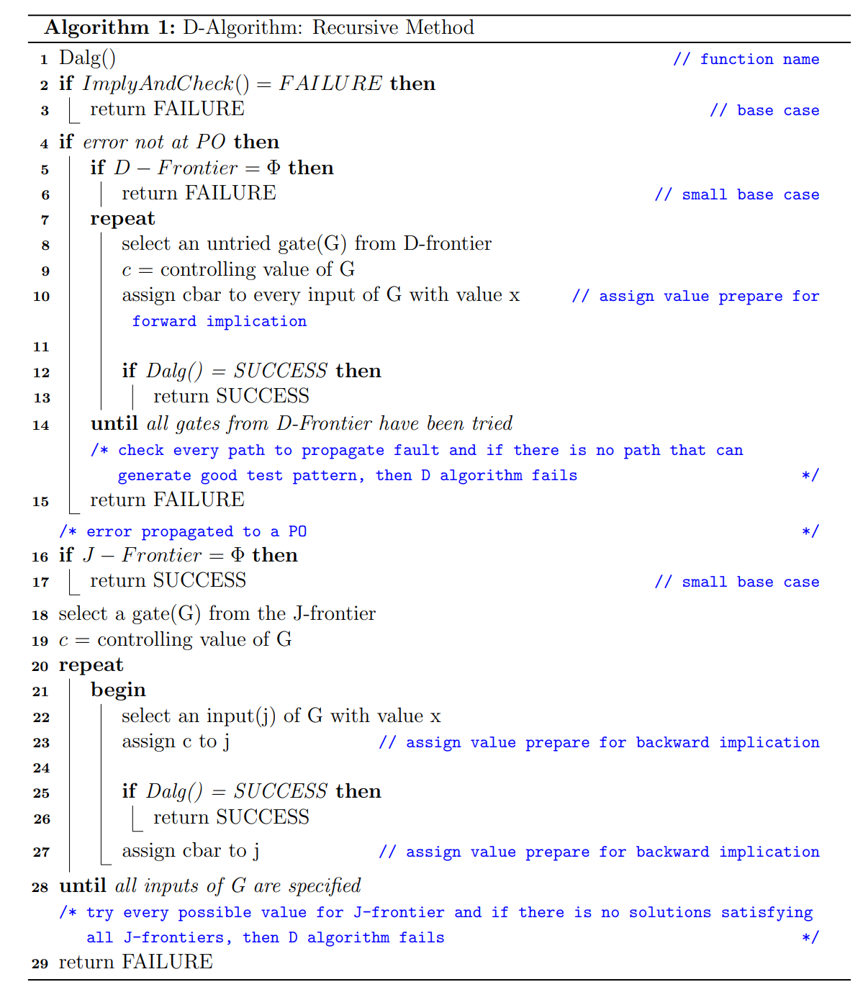 Algorithm 1: D-Algorithm: Recursive Method
1 Dalg() // function name
2 if ImplyAndCheck() = FAILURE then
3 return FAILURE // base case
4 if error not at PO then
5 if D − Frontier = Φ then
6 return FAILURE // small base case
7 repeat
8 select an untried gate(G) from D-frontier
9 c = controlling value of G
10 assign cbar to every input of G with value x // assign value prepare for
forward implication
11
12 if Dalg() = SUCCESS then
13 return SUCCESS
14 until all gates from D-Frontier have been tried
/* check every path to propagate fault and if there is no path that can
generate good test pattern, then D algorithm fails */
15 return FAILURE
/* error propagated to a PO */
16 if J − Frontier = Φ then
17 return SUCCESS // small base case
18 select a gate(G) from the J-frontier
19 c = controlling value of G
20 repeat
21 begin
22 select an input(j) of G with value x
23 assign c to j // assign value prepare for backward implication
24
25 if Dalg() = SUCCESS then
26 return SUCCESS
27 assign cbar to j // assign value prepare for backward implication
28 until all inputs of G are specified
/* try every possible value for J-frontier and if there is no solutions satisfying
all J-frontiers, then D algorithm fails */
29 return FAILURE